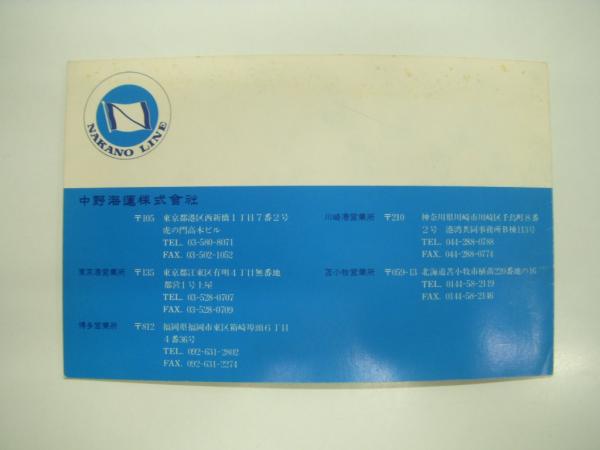 NAKANO LINE
中野海運株式會社
〒105 東京都港区西新橋1丁目7番2号
虎の門高木ビル
TEL. 03-580-8071
FAX. 03-502-1052
東京港営業所 〒135 東京都江東区有明4丁目無番地
都営1号上屋
TEL. 03-528-0707
FAX. 03-528-0709
博多営業所 〒812 福岡県福岡市東区箱崎埠頭6丁目
4番36号
TEL. 092-631-2802
FAX. 092-631-2274
川崎港営業所 〒210 神奈川県川崎市川崎区千鳥町8番
2号 港湾共同事務所B棟113号
TEL. 044-288-0788
FAX. 044-288-0774
苫小牧営業所 〒059-13 北海道苫小牧市植苗220番地の16
TEL. 0144-58-2149
FAX. 0144-58-2146